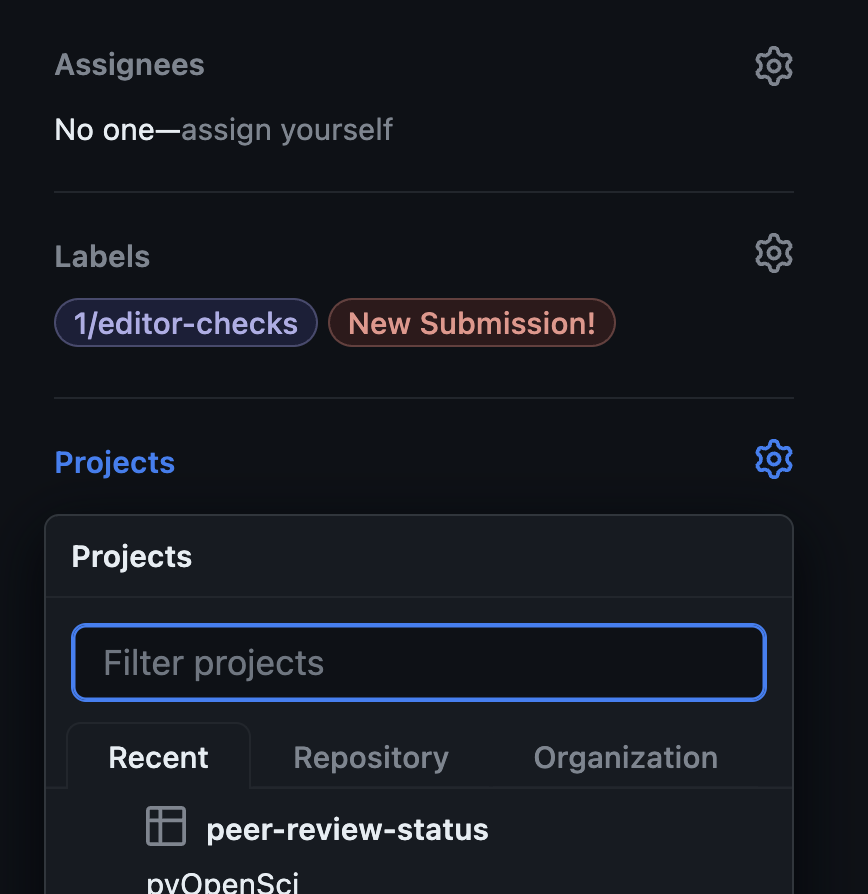 Assignees
No one—assign yourself
Labels
1/editor-checks New Submission!
Projects
Projects
Filter projects
Recent Repository Organization
peer-review-status
pyOpenSci